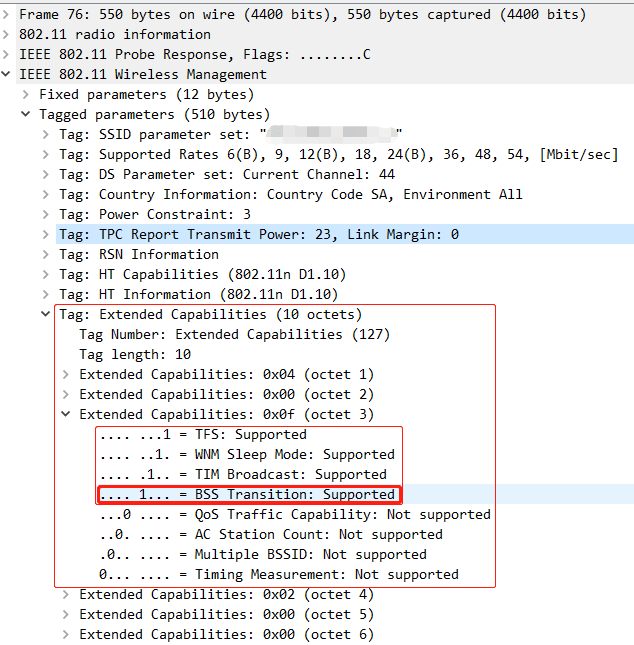 Frame 76: 550 bytes on wire (4400 bits), 550 bytes captured (4400 bits)
802.11 radio information
IEEE 802.11 Probe Response, Flags: ........C
IEEE 802.11 Wireless Management
Fixed parameters (12 bytes)
Tagged parameters (510 bytes)
Tag: SSID parameter set: " "
Tag: Supported Rates 6(B), 9, 12(B), 18, 24(B), 36, 48, 54, [Mbit/sec]
Tag: DS Parameter set: Current Channel: 44
Tag: Country Information: Country Code SA, Environment All
Tag: Power Constraint: 3
Tag: TPC Report Transmit Power: 23, Link Margin: 0
Tag: RSN Information
Tag: HT Capabilities (802.11n D1.10)
Tag: HT Information (802.11n D1.10)
Tag: Extended Capabilities (10 octets)
Tag Number: Extended Capabilities (127)
Tag length: 10
Extended Capabilities: 0x04 (octet 1)
Extended Capabilities: 0x00 (octet 2)
Extended Capabilities: 0x0f (octet 3)
.... ...1 = TFS: Supported
.... ..1. = WNM Sleep Mode: Supported
.... .1.. = TIM Broadcast: Supported
.... 1... = BSS Transition: Supported
...0 .... = QoS Traffic Capability: Not supported
..0. .... = AC Station Count: Not supported
.0.. .... = Multiple BSSID: Not supported
0... .... = Timing Measurement: Not supported
Extended Capabilities: 0x02 (octet 4)
Extended Capabilities: 0x00 (octet 5)
Extended Capabilities: 0x00 (octet 6)